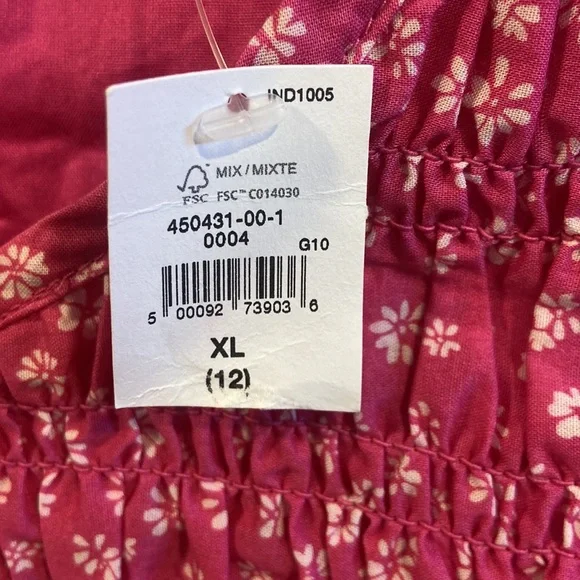 IND1005
MIX / MIXTE
FSC FSC™ C014030
450431-00-1
0004
G10
5 00092 73903 6
XL
(12)